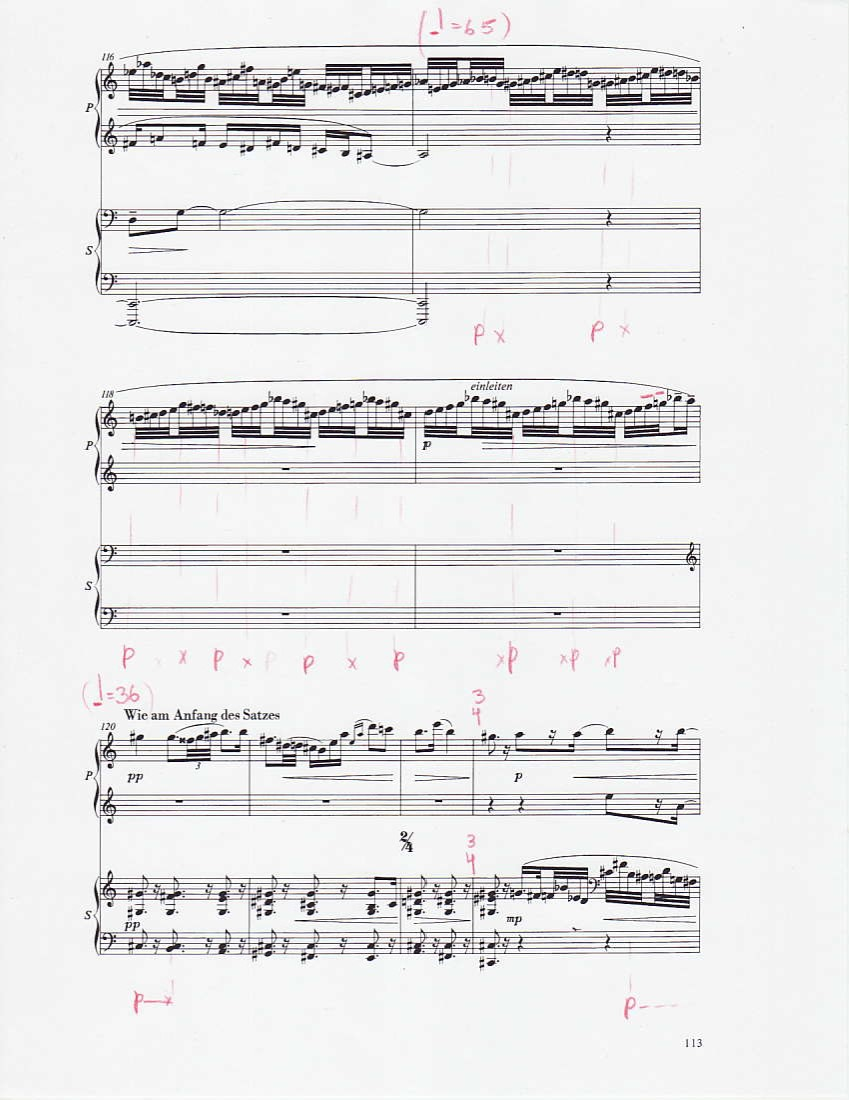 (♩=65)
116
P
S
P x P x
118
einleiten
P
p
S
P x x P x P P x P x P x P x P
(♩=36)
3
4
Wie am Anfang des Satzes
120
3
pp
p
P
2/4
3
4
S
pp
mp
P—x P---
113